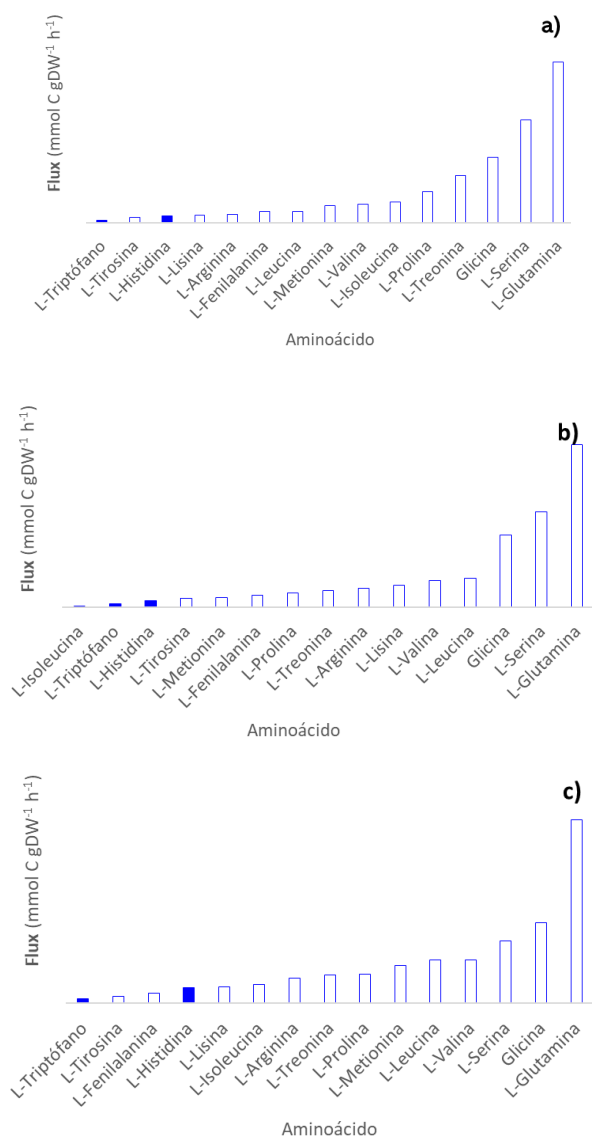 a)
Flux (mmol C gDW-1 h-1)
L-Triptófano
L-Tirosina
L-Histidina
L-Lisina
L-Arginina
L-Fenilalanina
L-Leucina
L-Metionina
L-Valina
L-Isoleucina
L-Prolina
L-Treonina
Glicina
L-Serina
L-Glutamina
Aminoácido
b)
Flux (mmol C gDW-1 h-1)
L-Isoleucina
L-Triptófano
L-Histidina
L-Tirosina
L-Metionina
L-Fenilalanina
L-Prolina
L-Treonina
L-Arginina
L-Lisina
L-Valina
L-Leucina
Glicina
L-Serina
L-Glutamina
Aminoácido
c)
Flux (mmol C gDW-1 h-1)
L-Triptófano
L-Tirosina
L-Fenilalanina
L-Histidina
L-Lisina
L-Isoleucina
L-Arginina
L-Treonina
L-Prolina
L-Metionina
L-Leucina
L-Valina
L-Serina
Glicina
L-Glutamina
Aminoácido